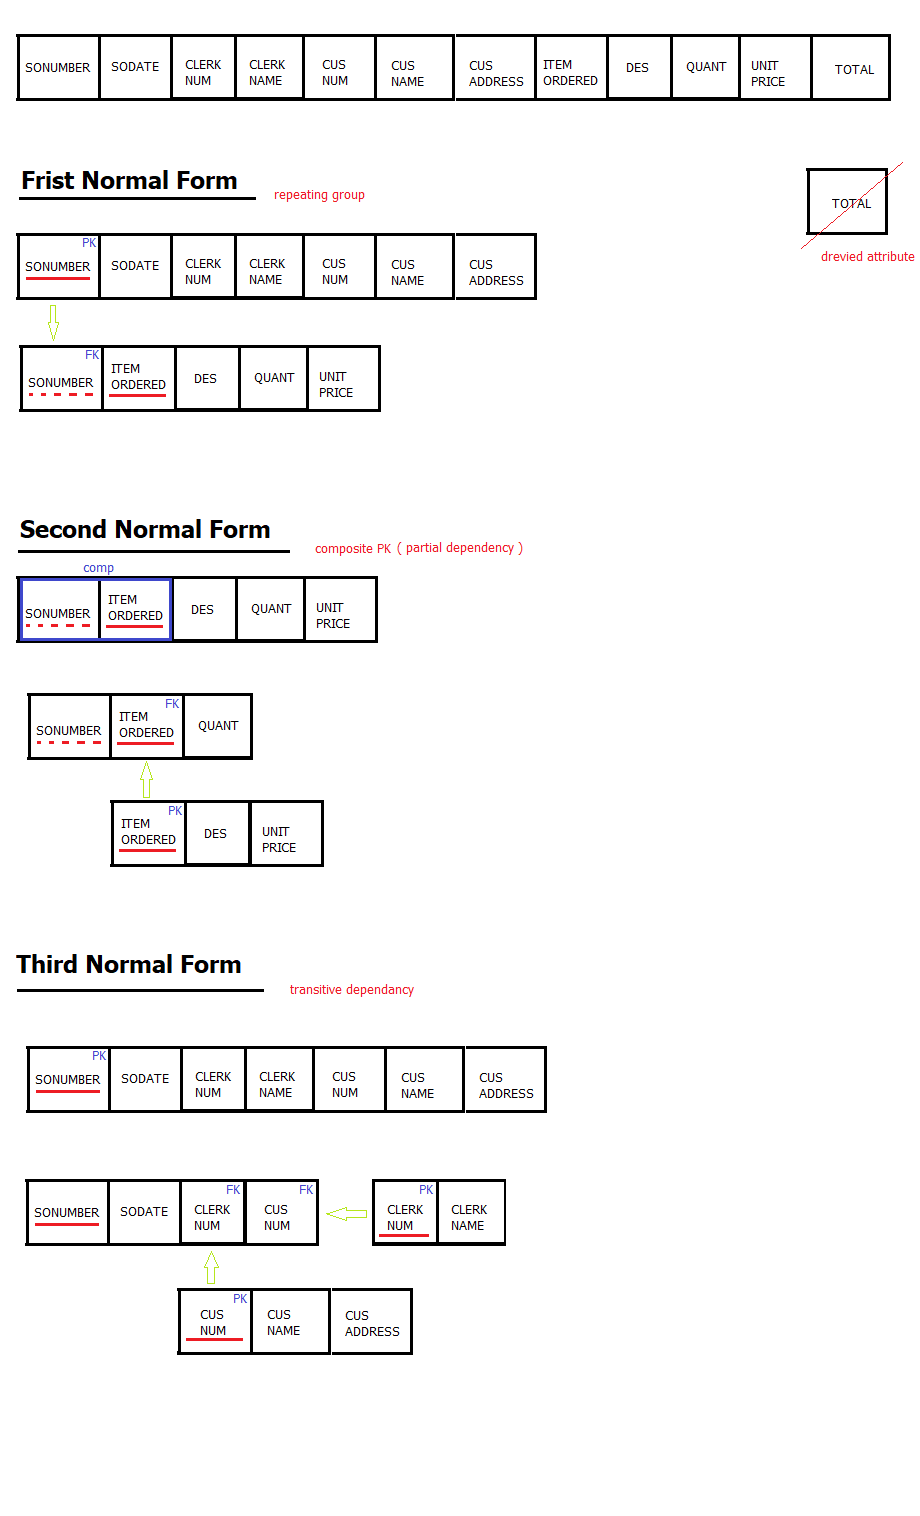 SONUMBER SODATE CLERK NUM CLERK NAME CUS NUM CUS NAME CUS ADDRESS ITEM ORDERED DES QUANT UNIT PRICE TOTAL
Frist Normal Form
repeating group
TOTAL
drevied attribute
PK
SONUMBER SODATE CLERK NUM CLERK NAME CUS NUM CUS NAME CUS ADDRESS
FK
SONUMBER ITEM ORDERED DES QUANT UNIT PRICE
Second Normal Form
composite PK ( partial dependency )
comp
SONUMBER ITEM ORDERED DES QUANT UNIT PRICE
FK
SONUMBER ITEM ORDERED QUANT
PK
ITEM ORDERED DES UNIT PRICE
Third Normal Form
transitive dependancy
PK
SONUMBER SODATE CLERK NUM CLERK NAME CUS NUM CUS NAME CUS ADDRESS
FK FK PK
SONUMBER SODATE CLERK NUM CUS NUM CLERK NUM CLERK NAME
PK
CUS NUM CUS NAME CUS ADDRESS